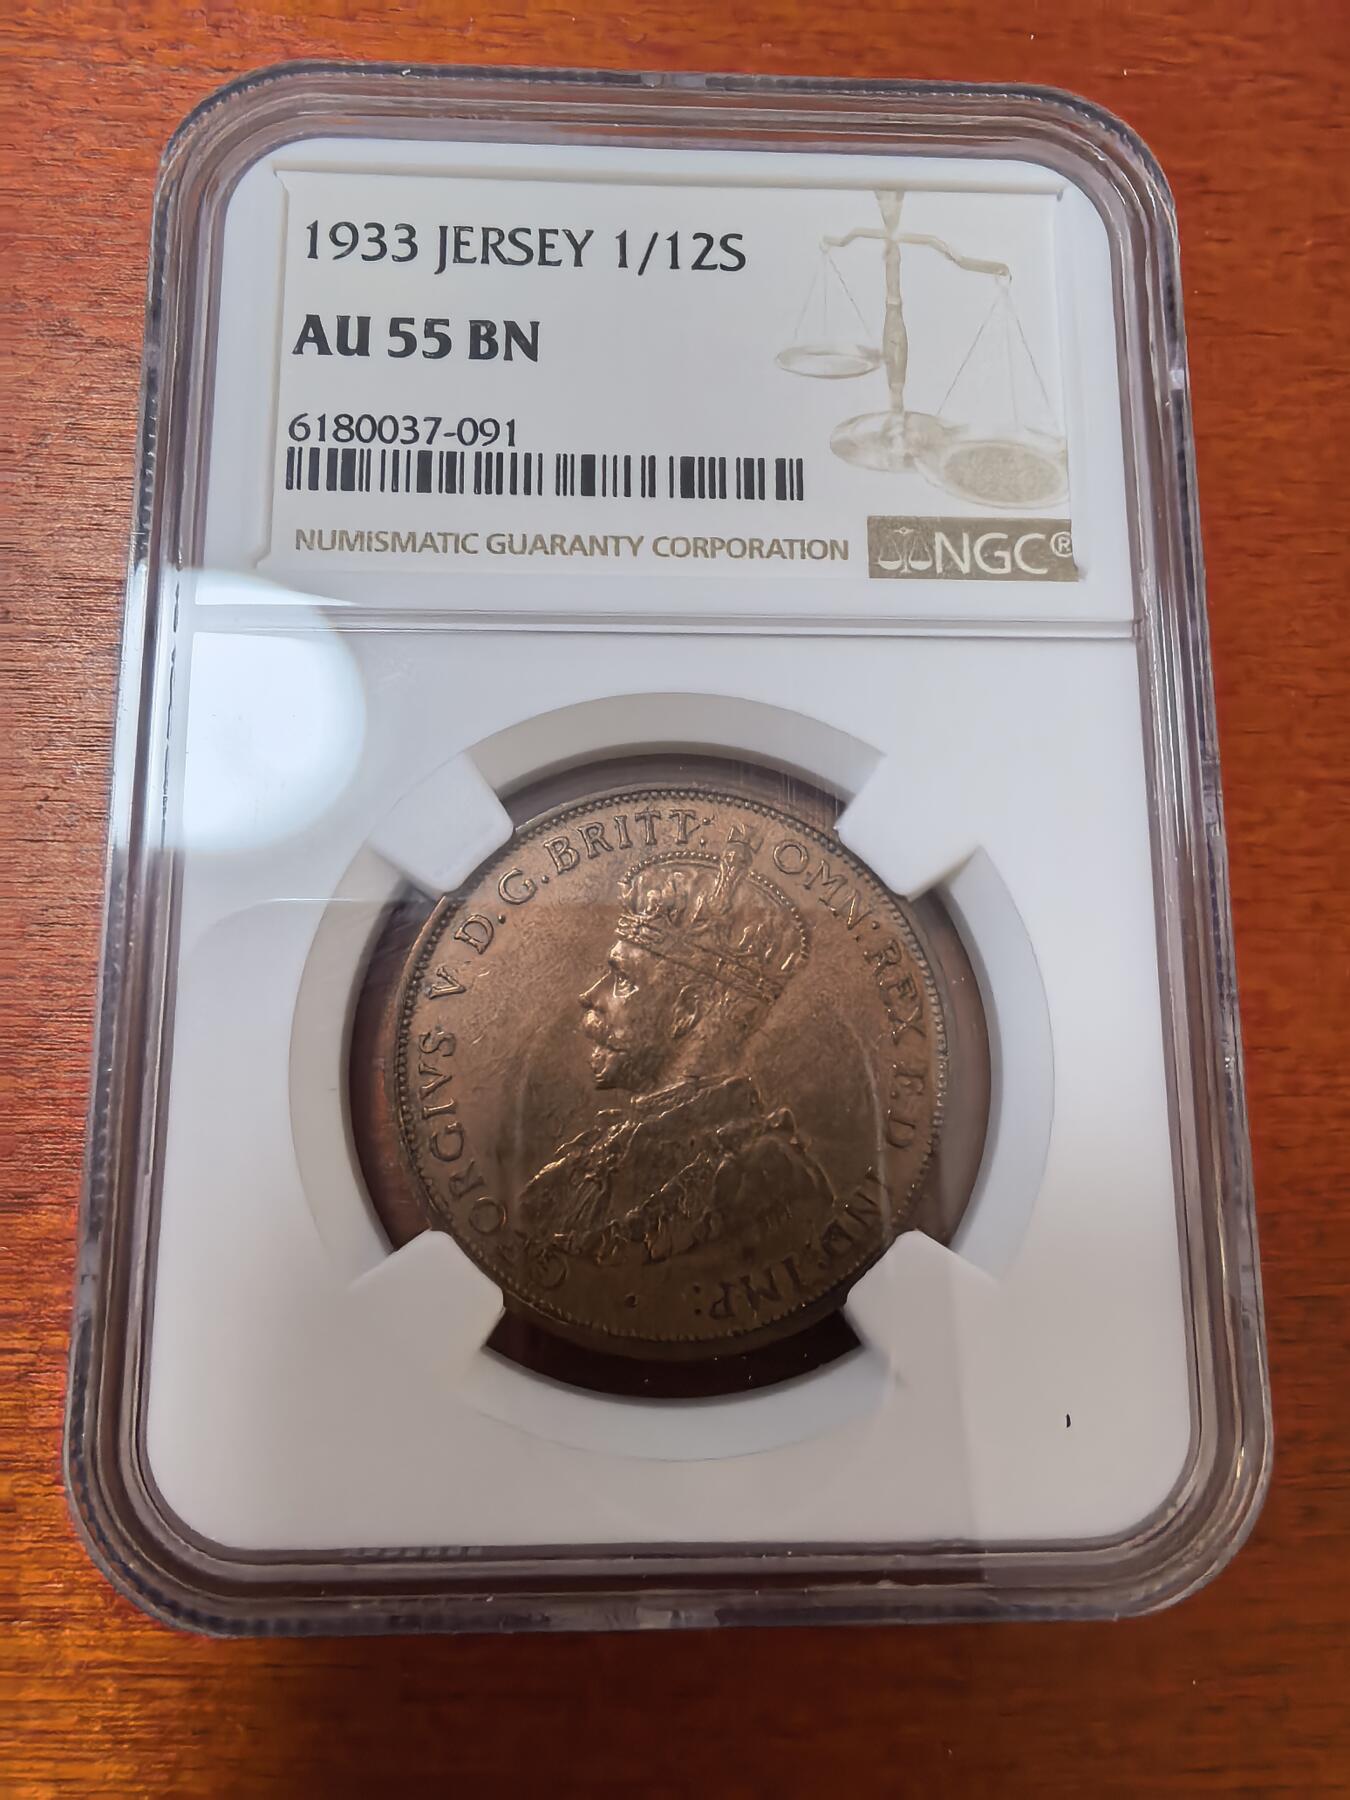 1933 JERSEY 1/12S
AU 55 BN
6180037-091
NUMISMATIC GUARANTY CORPORATION
NGC®
GEORGIVS V. D.G. BRITT: OMN: REX F.D. IND: IMP: